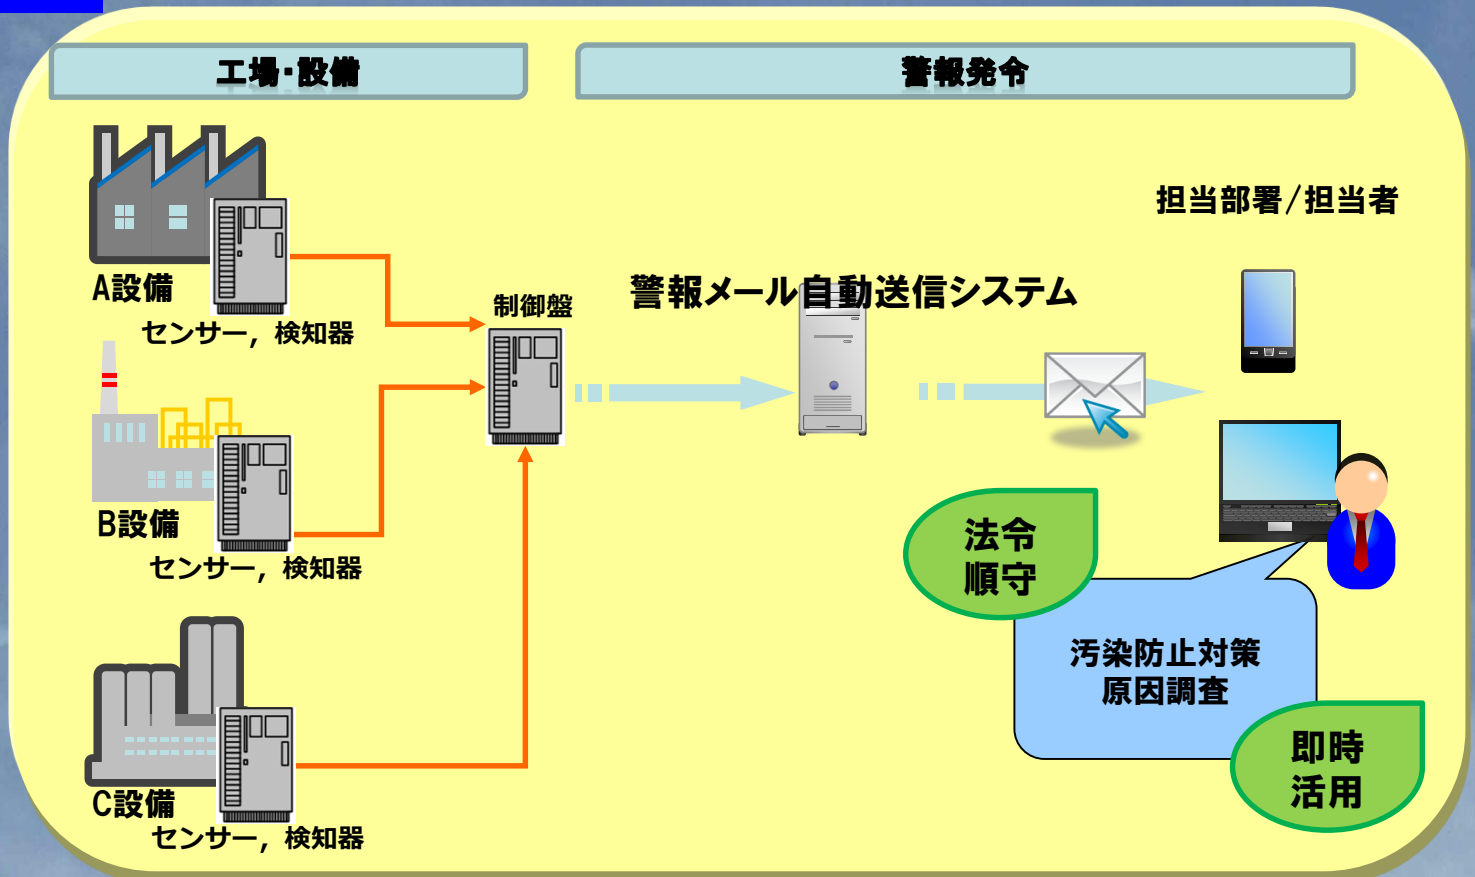 工場・設備
警報発令
担当部署/担当者
A設備
センサー, 検知器
制御盤
警報メール自動送信システム
B設備
センサー, 検知器
法令
順守
汚染防止対策
原因調査
即時
活用
C設備
センサー, 検知器